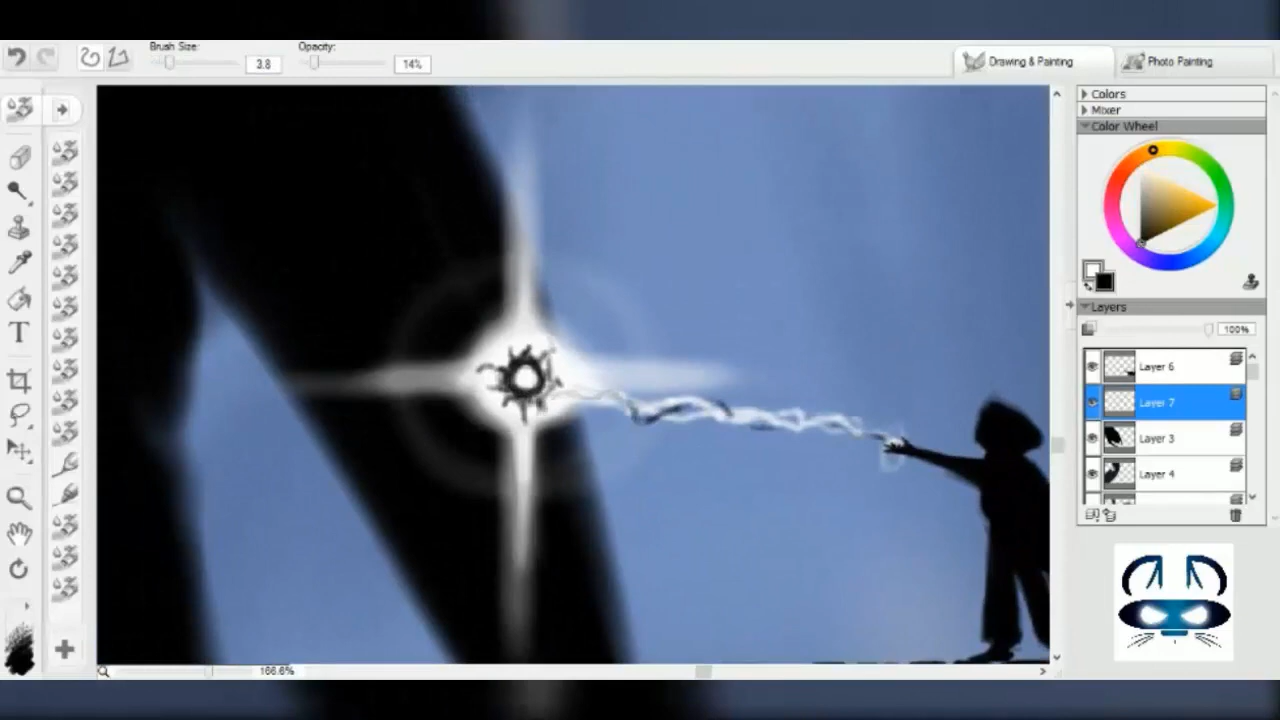 Brush Size:
Opacity:
3.8
14%
Drawing & Painting
Photo Painting
Colors
Mixer
Color Wheel
Layers
100%
Layer 6
Layer 7
Layer 3
Layer 4
T
166.6%